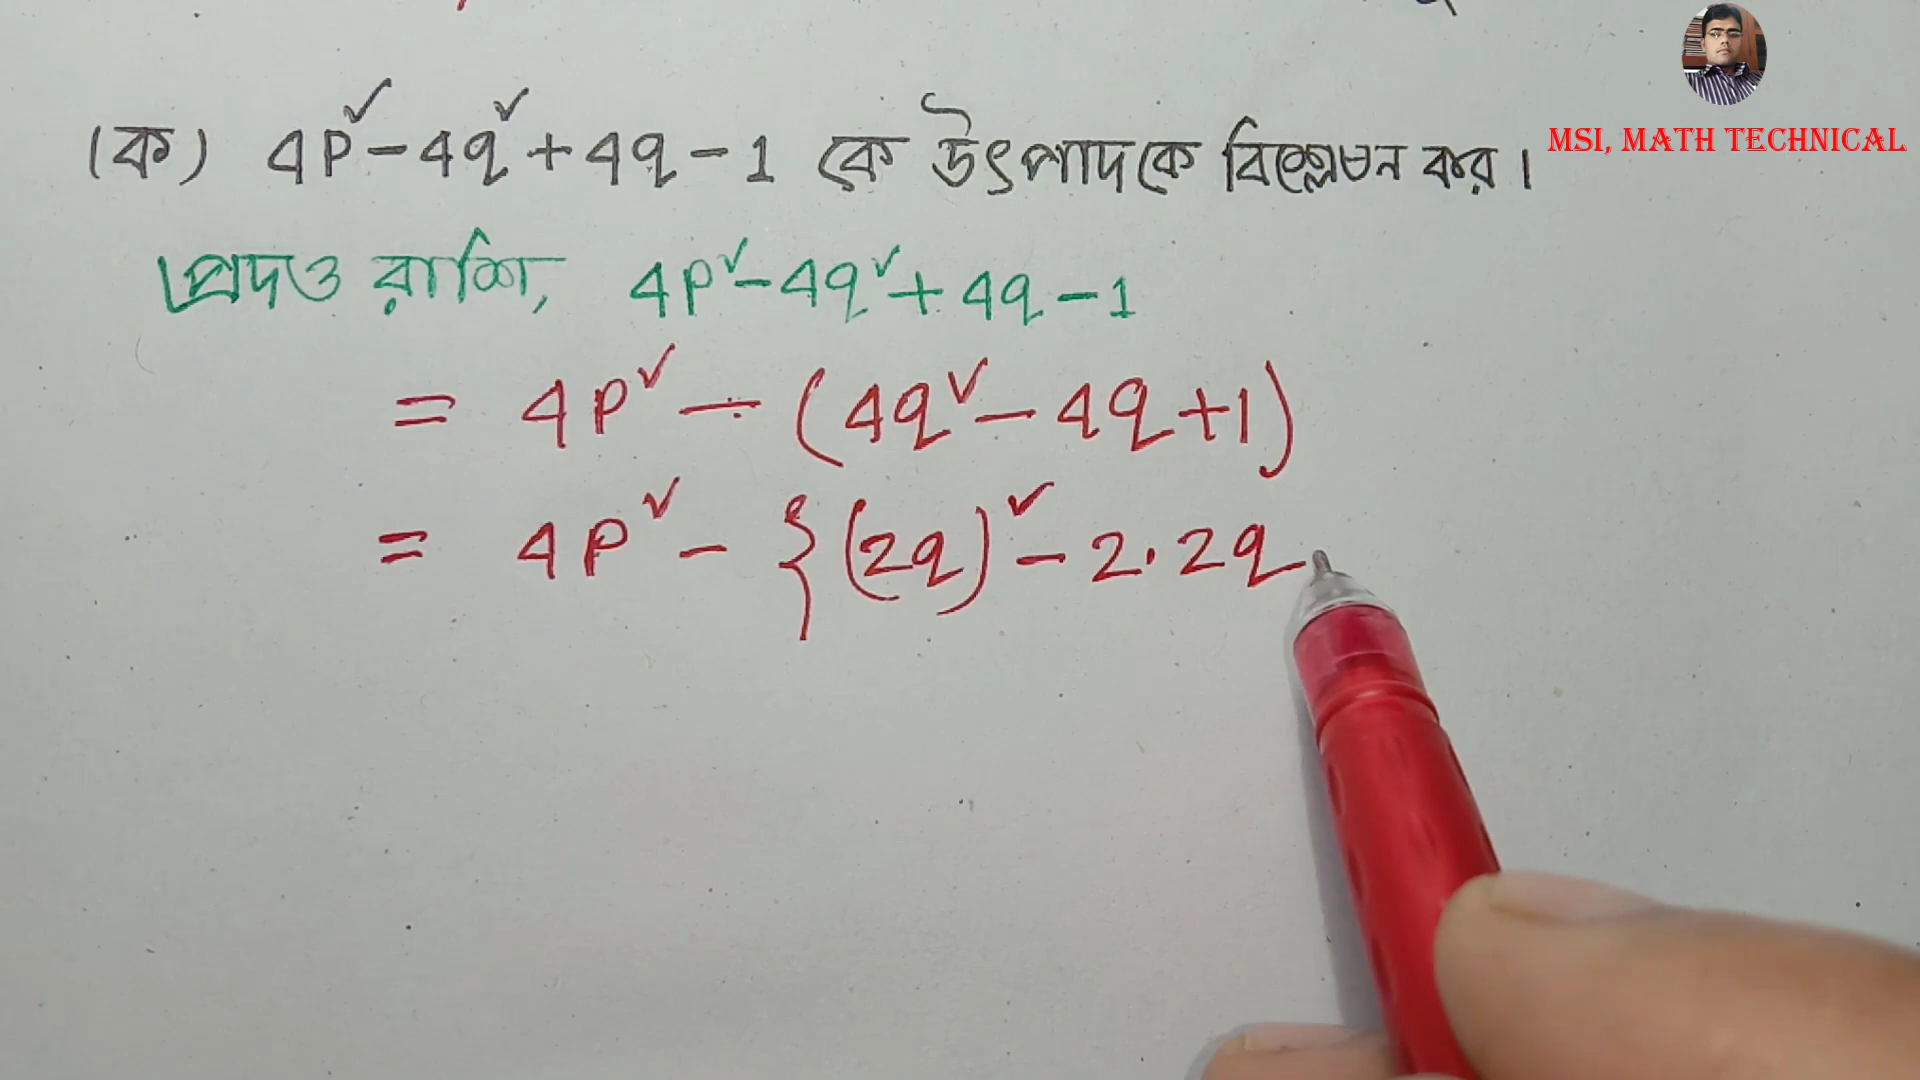 MSI, MATH TECHNICAL
(ক) 4p² - 4q² + 4q - 1 কে উৎপাদকে বিশ্লেষন কর।
প্রদত্ত রাশি, 4p² - 4q² + 4q - 1
= 4p² - (4q² - 4q + 1)
= 4p² - {(2q)² - 2.2q